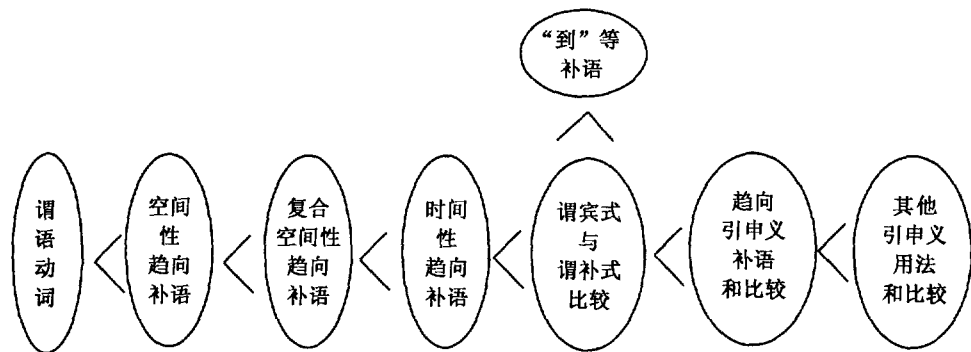 “到”等
补语
谓
语
动
词
空间
性
趋向
补语
复合
空间性
趋向
补语
时间
性
趋向
补语
谓宾式
与
谓补式
比较
趋向
引申义
补语
和比较
其他
引申义
用法
和比较